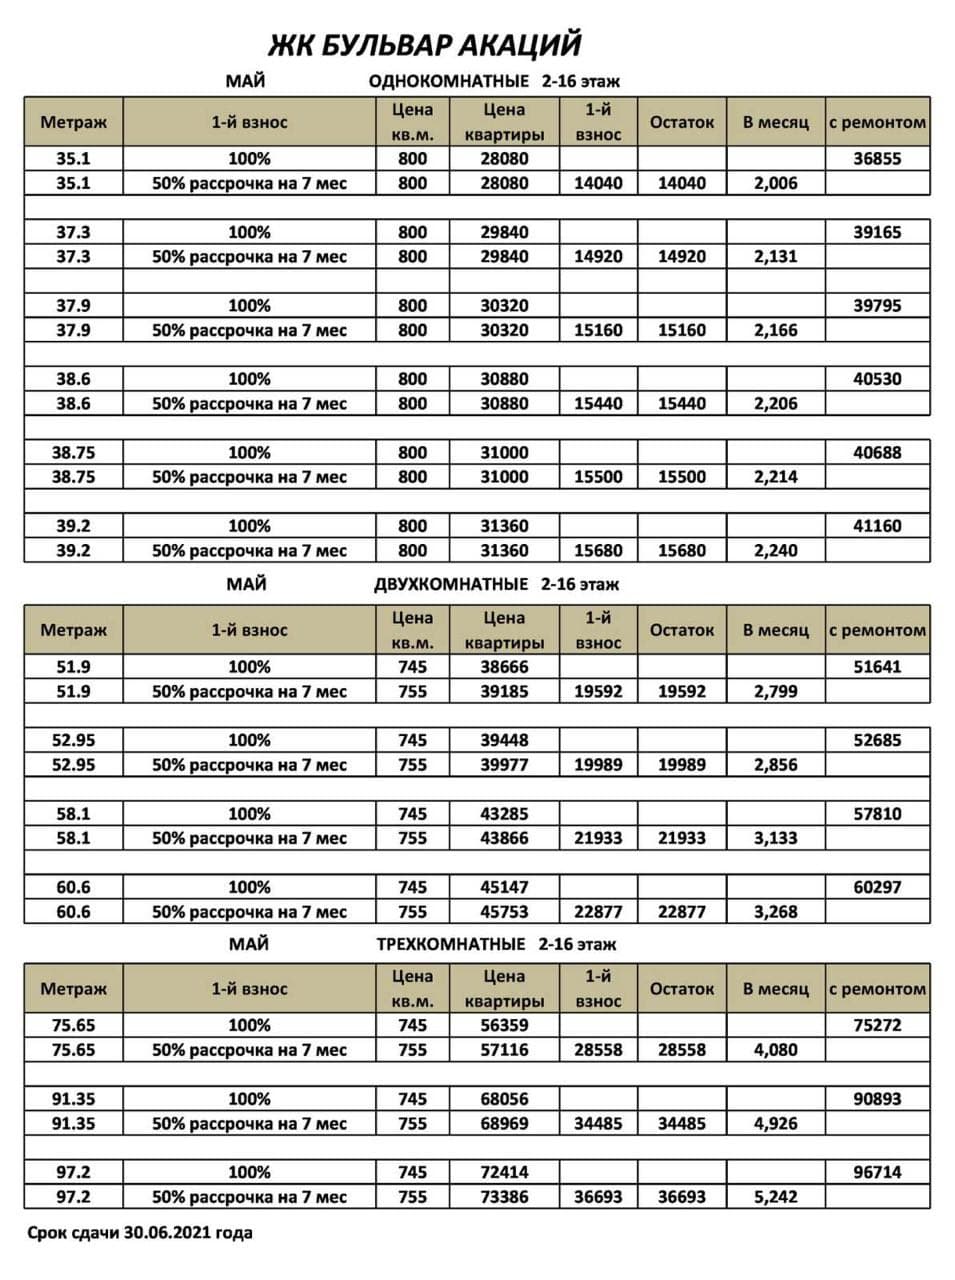 ЖК БУЛЬВАР АКАЦИЙ
МАЙ ОДНОКОМНАТНЫЕ 2-16 этаж
Метраж 1-й взнос Цена кв.м. Цена квартиры 1-й взнос Остаток В месяц с ремонтом
35.1 100% 800 28080 36855
35.1 50% рассрочка на 7 мес 800 28080 14040 14040 2,006
37.3 100% 800 29840 39165
37.3 50% рассрочка на 7 мес 800 29840 14920 14920 2,131
37.9 100% 800 30320 39795
37.9 50% рассрочка на 7 мес 800 30320 15160 15160 2,166
38.6 100% 800 30880 40530
38.6 50% рассрочка на 7 мес 800 30880 15440 15440 2,206
38.75 100% 800 31000 40688
38.75 50% рассрочка на 7 мес 800 31000 15500 15500 2,214
39.2 100% 800 31360 41160
39.2 50% рассрочка на 7 мес 800 31360 15680 15680 2,240
МАЙ ДВУХКОМНАТНЫЕ 2-16 этаж
Метраж 1-й взнос Цена кв.м. Цена квартиры 1-й взнос Остаток В месяц с ремонтом
51.9 100% 745 38666 51641
51.9 50% рассрочка на 7 мес 755 39185 19592 19592 2,799
52.95 100% 745 39448 52685
52.95 50% рассрочка на 7 мес 755 39977 19989 19989 2,856
58.1 100% 745 43285 57810
58.1 50% рассрочка на 7 мес 755 43866 21933 21933 3,133
60.6 100% 745 45147 60297
60.6 50% рассрочка на 7 мес 755 45753 22877 22877 3,268
МАЙ ТРЕХКОМНАТНЫЕ 2-16 этаж
Метраж 1-й взнос Цена кв.м. Цена квартиры 1-й взнос Остаток В месяц с ремонтом
75.65 100% 745 56359 75272
75.65 50% рассрочка на 7 мес 755 57116 28558 28558 4,080
91.35 100% 745 68056 90893
91.35 50% рассрочка на 7 мес 755 68969 34485 34485 4,926
97.2 100% 745 72414 96714
97.2 50% рассрочка на 7 мес 755 73386 36693 36693 5,242
Срок сдачи 30.06.2021 года